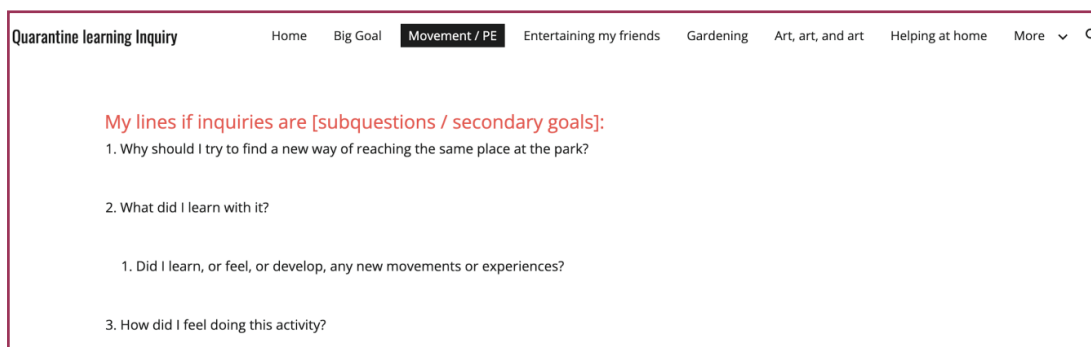 Quarantine learning Inquiry Home Big Goal Movement / PE Entertaining my friends Gardening Art, art, and art Helping at home More
My lines if inquiries are [subquestions / secondary goals]:
1. Why should I try to find a new way of reaching the same place at the park?
2. What did I learn with it?
1. Did I learn, or feel, or develop, any new movements or experiences?
3. How did I feel doing this activity?